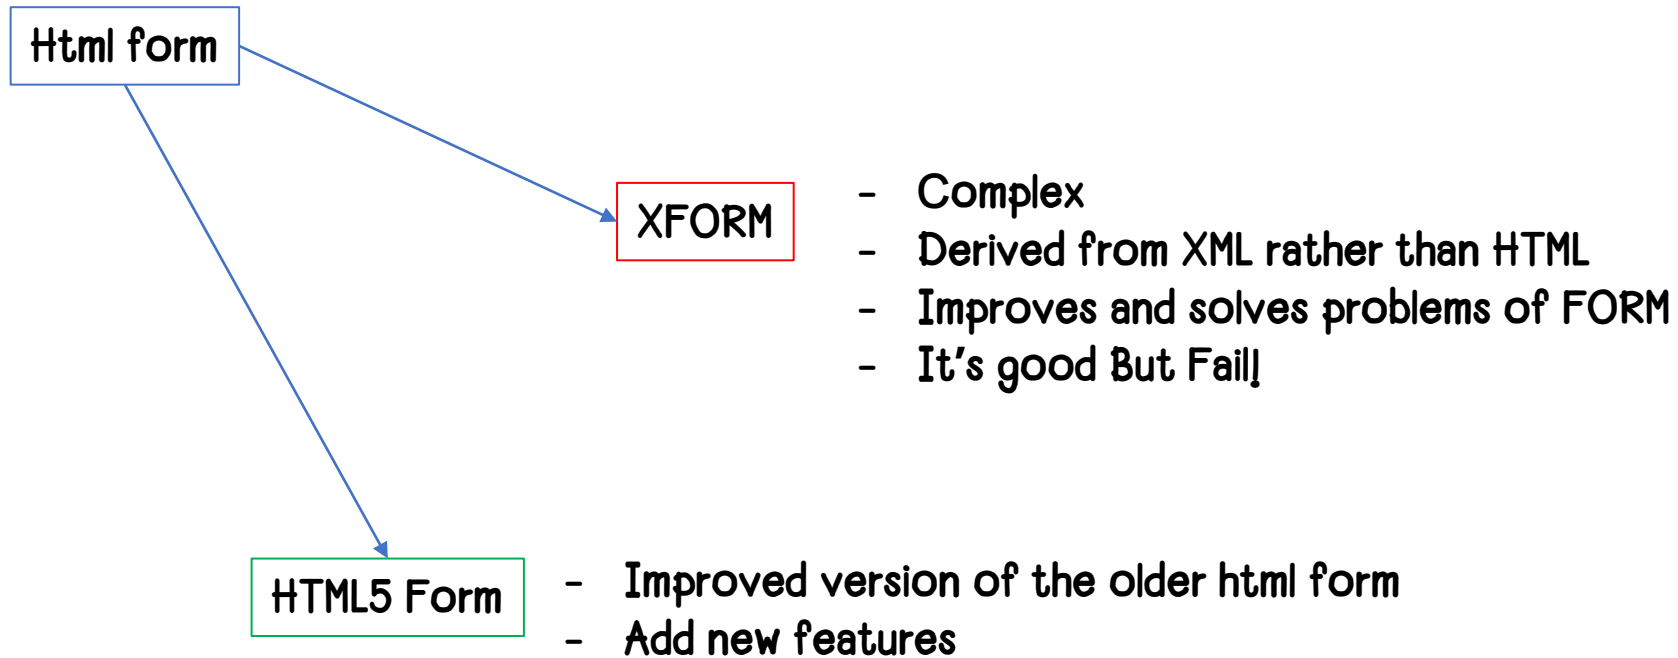 Html form
XFORM
- Complex
- Derived from XML rather than HTML
- Improves and solves problems of FORM
- It's good But Fail!
HTML5 Form
- Improved version of the older html form
- Add new features